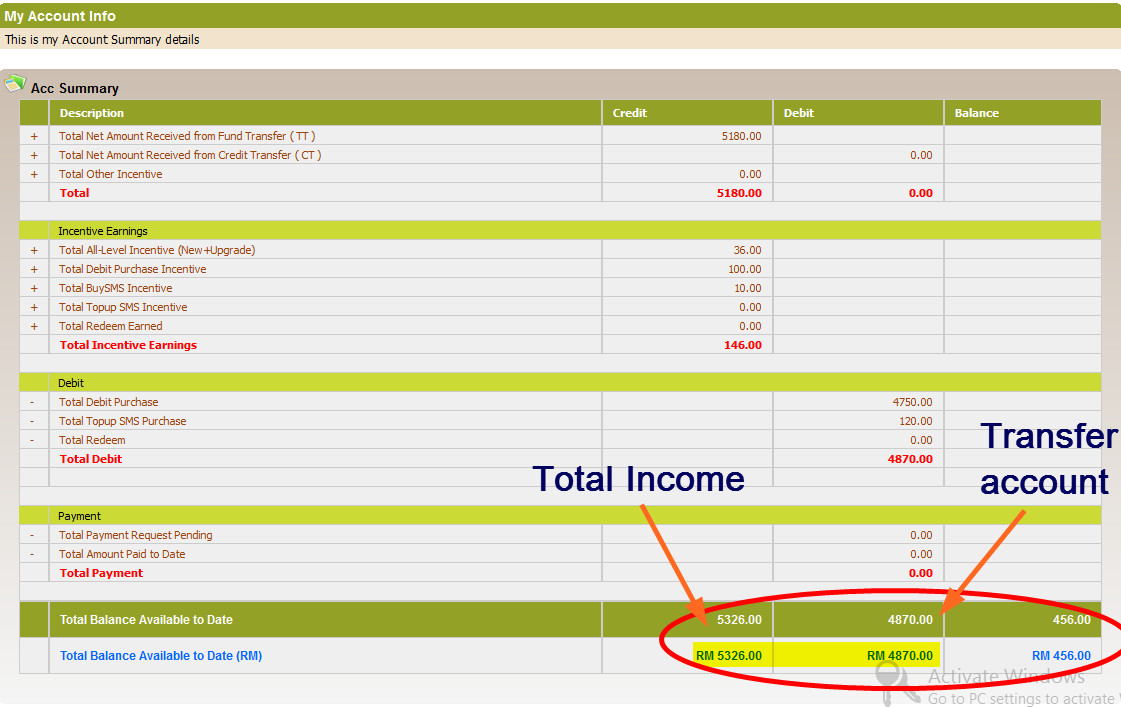 My Account Info
This is my Account Summary details
Acc Summary
Description Credit Debit Balance
+ Total Net Amount Received from Fund Transfer ( TT ) 5180.00
+ Total Net Amount Received from Credit Transfer ( CT ) 0.00
+ Total Other Incentive 0.00
Total 5180.00 0.00
Incentive Earnings
+ Total All-Level Incentive (New+Upgrade) 36.00
+ Total Debit Purchase Incentive 100.00
+ Total BuySMS Incentive 10.00
+ Total Topup SMS Incentive 0.00
+ Total Redeem Earned 0.00
Total Incentive Earnings 146.00
Debit
- Total Debit Purchase 4750.00
- Total Topup SMS Purchase 120.00
- Total Redeem 0.00
Total Debit 4870.00
Transfer
account
Total Income
Payment
- Total Payment Request Pending 0.00
- Total Amount Paid to Date 0.00
Total Payment 0.00
Total Balance Available to Date 5326.00 4870.00 456.00
Total Balance Available to Date (RM) RM 5326.00 RM 4870.00 RM 456.00
Activate Windows
Go to PC settings to activate